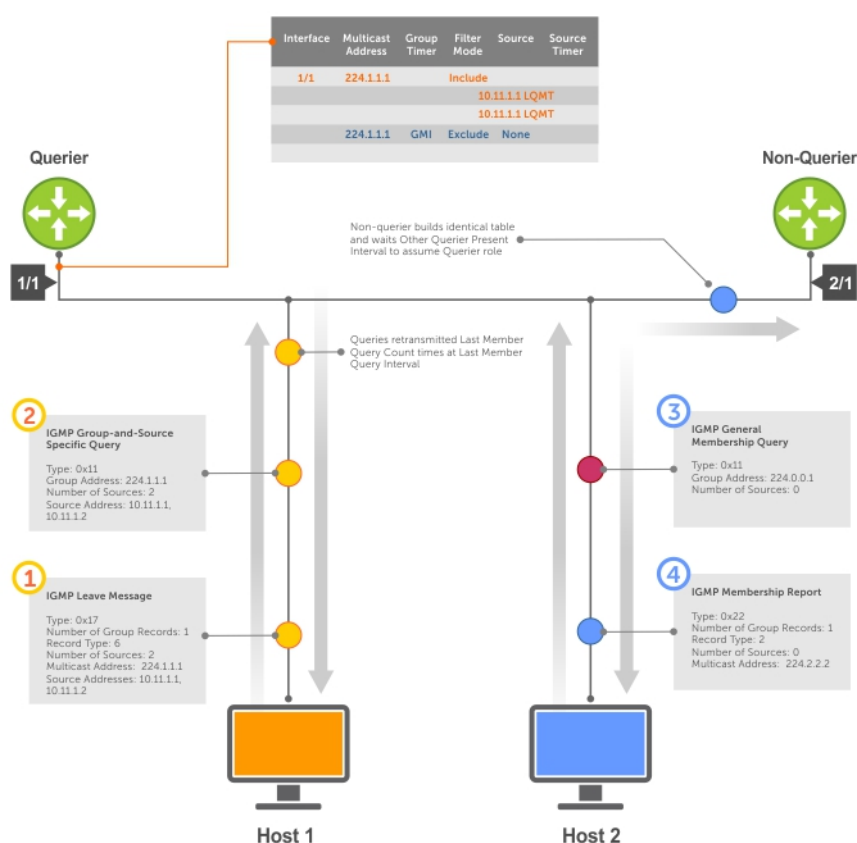 Interface Multicast Address Group Timer Filter Mode Source Source Timer
1/1 224.1.1.1 Include
10.11.1.1 LQMT
10.11.1.1 LQMT
224.1.1.1 GMI Exclude None
Querier
Non-Querier
Non-querier builds identical table
and waits Other Querier Present
Interval to assume Querier role
1/1
2/1
Queries retransmitted Last Member
Query Count times at Last Member
Query Interval
2
IGMP Group-and-Source
Specific Query
Type: 0x11
Group Address: 224.1.1.1
Number of Sources: 2
Source Address: 10.11.1.1,
10.11.1.2
3
IGMP General
Membership Query
Type: 0x11
Group Address: 224.0.0.1
Number of Sources: 0
1
IGMP Leave Message
Type: 0x17
Number of Group Records: 1
Record Type: 6
Number of Sources: 2
Multicast Address: 224.1.1.1
Source Addresses: 10.11.1.1,
10.11.1.2
4
IGMP Membership Report
Type: 0x22
Number of Group Records: 1
Record Type: 2
Number of Sources: 0
Multicast Address: 224.2.2.2
Host 1
Host 2